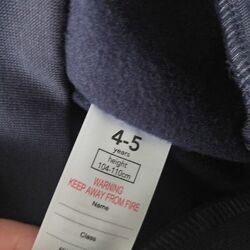 4-5
years
height
104-110cm
WARNING
KEEP AWAY FROM FIRE
Name
Class